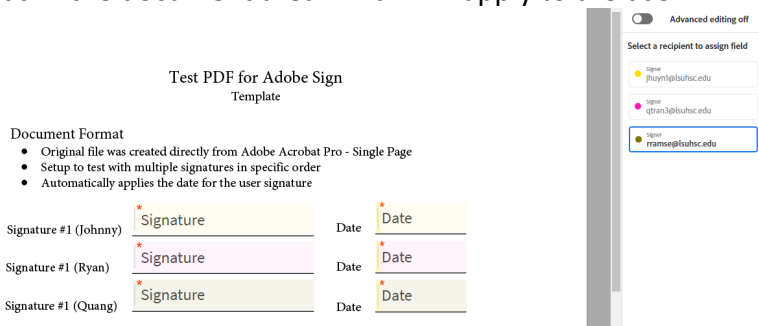 Advanced editing off
Select a recipient to assign field
Signer
jhuyn1@lsuhsc.edu
Signer
qtran3@lsuhsc.edu
Signer
rramse@lsuhsc.edu
Test PDF for Adobe Sign
Template
Document Format
• Original file was created directly from Adobe Acrobat Pro - Single Page
• Setup to test with multiple signatures in specific order
• Automatically applies the date for the user signature
Signature #1 (Johnny) * Signature Date * Date
Signature #1 (Ryan) * Signature Date * Date
Signature #1 (Quang) * Signature Date * Date